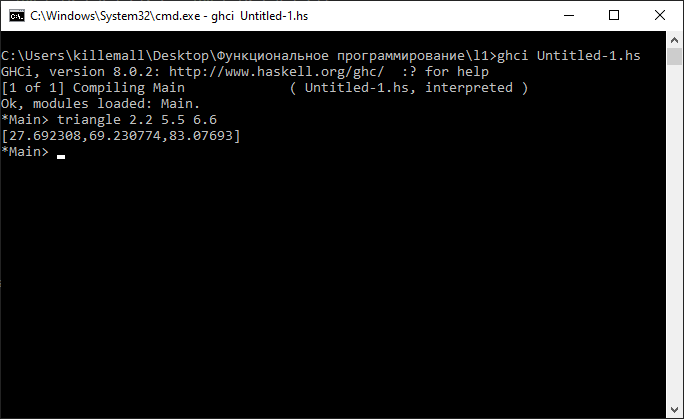 C:\Windows\System32\cmd.exe - ghci Untitled-1.hs
C:\Users\killemall\Desktop\Функциональное программирование\l1>ghci Untitled-1.hs
GHCi, version 8.0.2: http://www.haskell.org/ghc/  :? for help
[1 of 1] Compiling Main             ( Untitled-1.hs, interpreted )
Ok, modules loaded: Main.
*Main> triangle 2.2 5.5 6.6
[27.692308,69.230774,83.07693]
*Main>